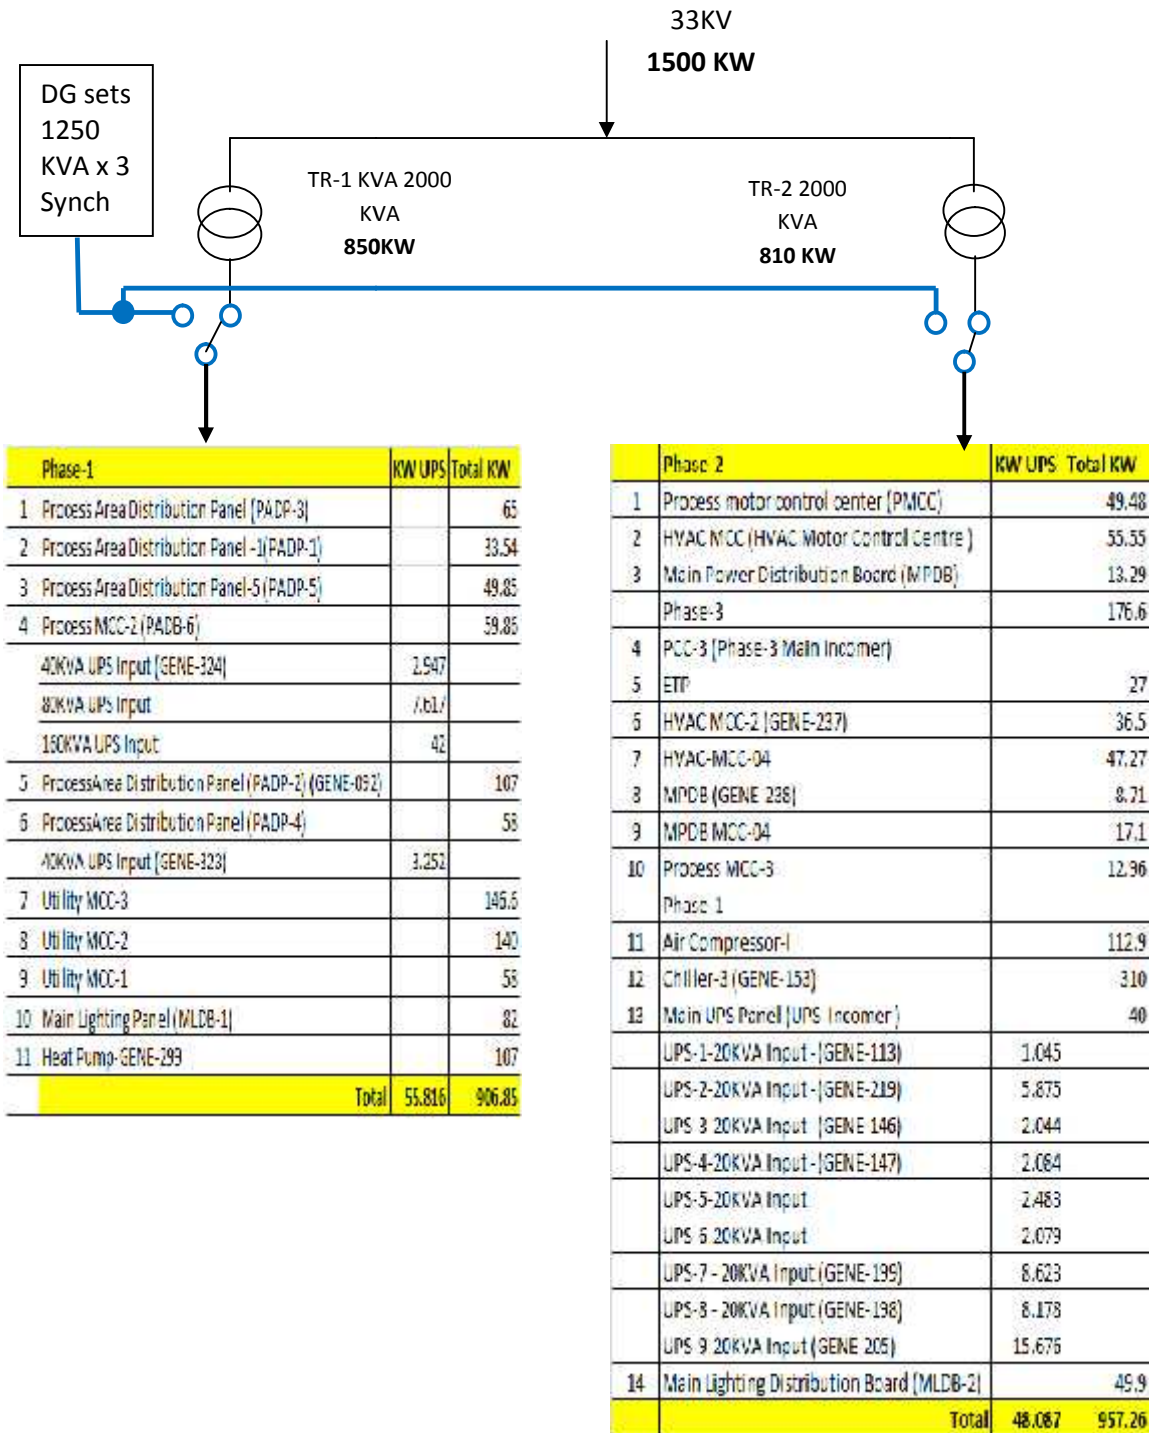 33KV
1500 KW
DG sets
1250
KVA x 3
Synch
TR-1 KVA 2000
KVA
850KW
TR-2 2000
KVA
810 KW
Phase-1 KW UPS Total KW
1 Process Area Distribution Panel (PADP-3) 65
2 Process Area Distribution Panel -1(PADP-1) 33.54
3 Process Area Distribution Panel-5 (PADP-5) 49.85
4 Process MCC-2 (PADB-6) 59.86
40KVA UPS Input (GENE-324) 2.947
80KVA UPS Input 7.617
160KVA UPS Input 42
5 ProcessArea Distribution Panel (PADP-2) (GENE-092) 107
6 ProcessArea Distribution Panel (PADP-4) 58
40KVA UPS Input (GENE-323) 3.252
7 Utility MCC-3 146.6
8 Utility MCC-2 140
9 Utility MCC-1 58
10 Main Lighting Panel (MLDB-1) 82
11 Heat Pump-GENE-299 107
Total 55.816 906.85
Phase-2 KW UPS Total KW
1 Process motor control center (PMCC) 49.48
2 HVAC MCC (HVAC Motor Control Centre ) 55.55
3 Main Power Distribution Board (MPDB) 13.29
Phase-3 176.6
4 PCC-3 (Phase-3 Main Incomer)
5 ETP 27
6 HVAC MCC-2 (GENE-237) 36.5
7 HVAC-MCC-04 47.27
8 MPDB (GENE-238) 8.71
9 MPDB MCC-04 17.1
10 Process MCC-3 12.96
Phase-1
11 Air Compressor-I 112.9
12 Chiller-3 (GENE-153) 310
13 Main UPS Panel (UPS Incomer ) 40
UPS-1-20KVA Input -(GENE-113) 1.045
UPS-2-20KVA Input -(GENE-219) 5.875
UPS-3-20KVA Input -(GENE-146) 2.044
UPS-4-20KVA Input -(GENE-147) 2.084
UPS-5-20KVA Input 2.483
UPS-6 20KVA Input 2.079
UPS-7 - 20KVA Input (GENE-199) 8.623
UPS-8 - 20KVA Input (GENE-198) 8.178
UPS-9 20KVA Input (GENE-205) 15.676
14 Main Lighting Distribution Board (MLDB-2) 49.9
Total 48.087 957.26